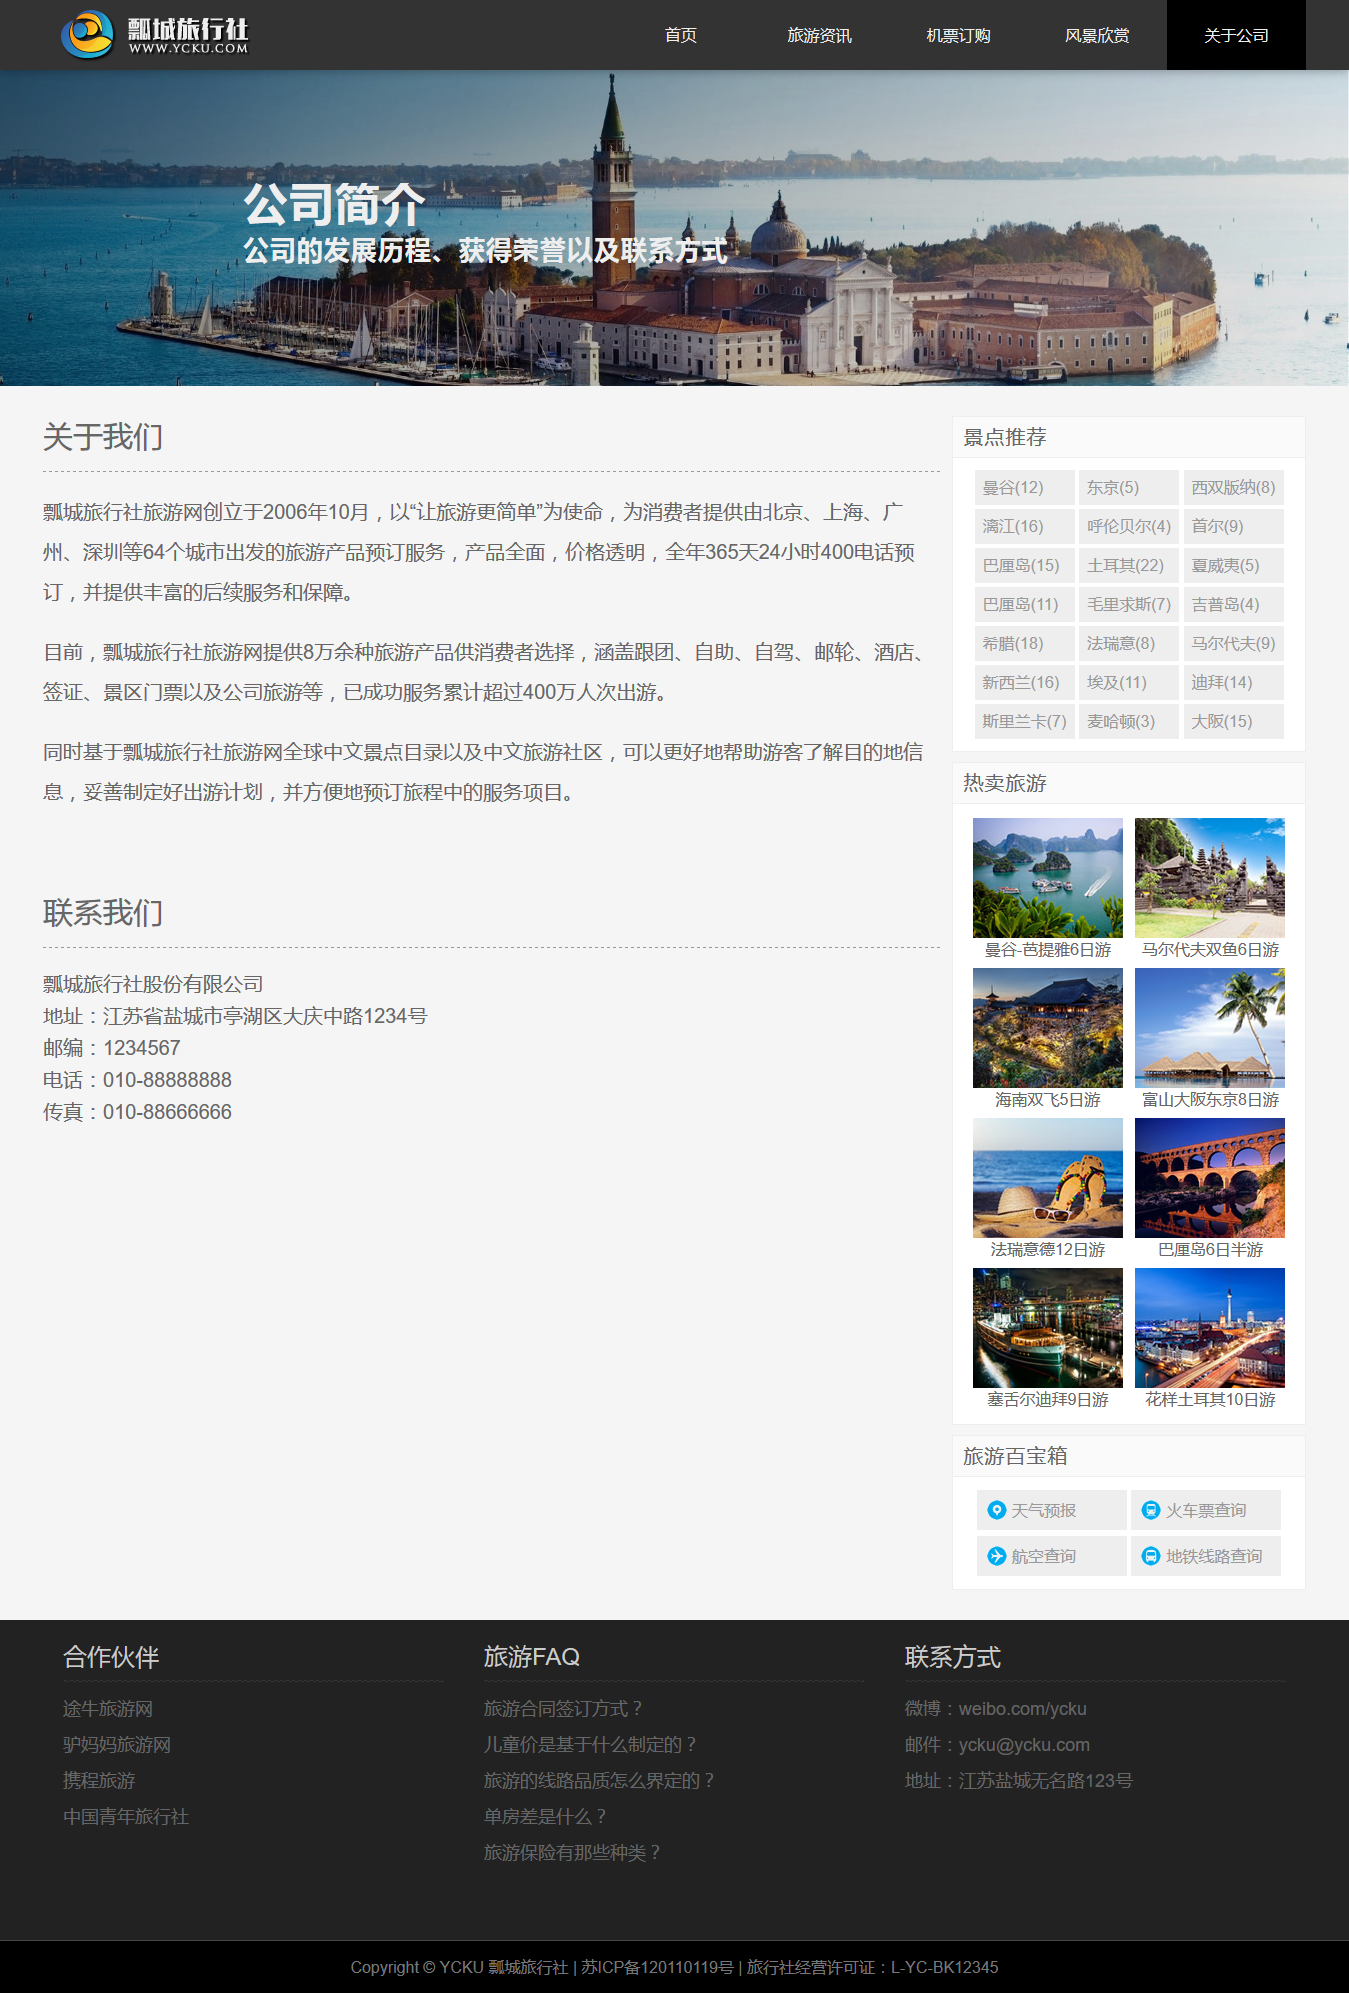 瓢城旅行社
WWW.YCKU.COM
首页
旅游资讯
机票订购
风景欣赏
关于公司
公司简介
公司的发展历程、获得荣誉以及联系方式
关于我们
瓢城旅行社旅游网创立于2006年10月，以“让旅游更简单”为使命，为消费者提供由北京、上海、广
州、深圳等64个城市出发的旅游产品预订服务，产品全面，价格透明，全年365天24小时400电话预
订，并提供丰富的后续服务和保障。
目前，瓢城旅行社旅游网提供8万余种旅游产品供消费者选择，涵盖跟团、自助、自驾、邮轮、酒店、
签证、景区门票以及公司旅游等，已成功服务累计超过400万人次出游。
同时基于瓢城旅行社旅游网全球中文景点目录以及中文旅游社区，可以更好地帮助游客了解目的地信
息，妥善制定好出游计划，并方便地预订旅程中的服务项目。
联系我们
瓢城旅行社股份有限公司
地址：江苏省盐城市亭湖区大庆中路1234号
邮编：1234567
电话：010-88888888
传真：010-88666666
景点推荐
曼谷(12)
东京(5)
西双版纳(8)
漓江(16)
呼伦贝尔(4)
首尔(9)
巴厘岛(15)
土耳其(22)
夏威夷(5)
巴厘岛(11)
毛里求斯(7)
吉普岛(4)
希腊(18)
法瑞意(8)
马尔代夫(9)
新西兰(16)
埃及(11)
迪拜(14)
斯里兰卡(7)
麦哈顿(3)
大阪(15)
热卖旅游
曼谷-芭提雅6日游
马尔代夫双鱼6日游
海南双飞5日游
富山大阪东京8日游
法瑞意德12日游
巴厘岛6日半游
塞舌尔迪拜9日游
花样土耳其10日游
旅游百宝箱
天气预报
火车票查询
航空查询
地铁线路查询
合作伙伴
途牛旅游网
驴妈妈旅游网
携程旅游
中国青年旅行社
旅游FAQ
旅游合同签订方式？
儿童价是基于什么制定的？
旅游的线路品质怎么界定的？
单房差是什么？
旅游保险有那些种类？
联系方式
微博：weibo.com/ycku
邮件：ycku@ycku.com
地址：江苏盐城无名路123号
Copyright © YCKU 瓢城旅行社 | 苏ICP备120110119号 | 旅行社经营许可证：L-YC-BK12345